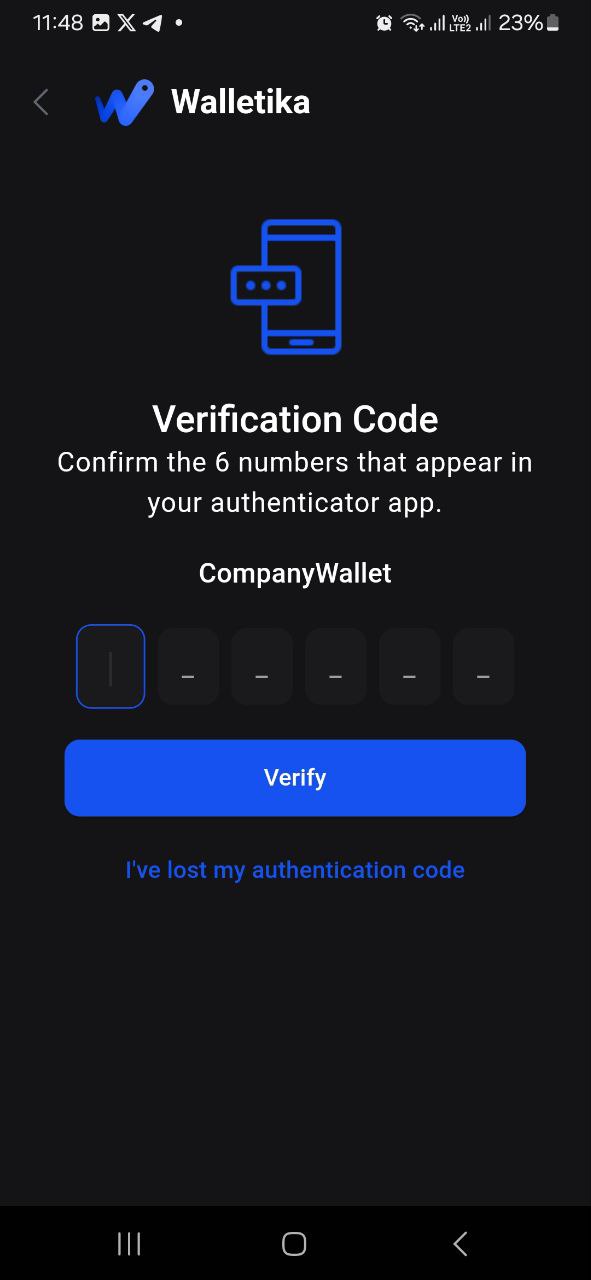 11:48 Vo)) LTE2 23%
Walletika
Verification Code
Confirm the 6 numbers that appear in
your authenticator app.
CompanyWallet
Verify
I've lost my authentication code